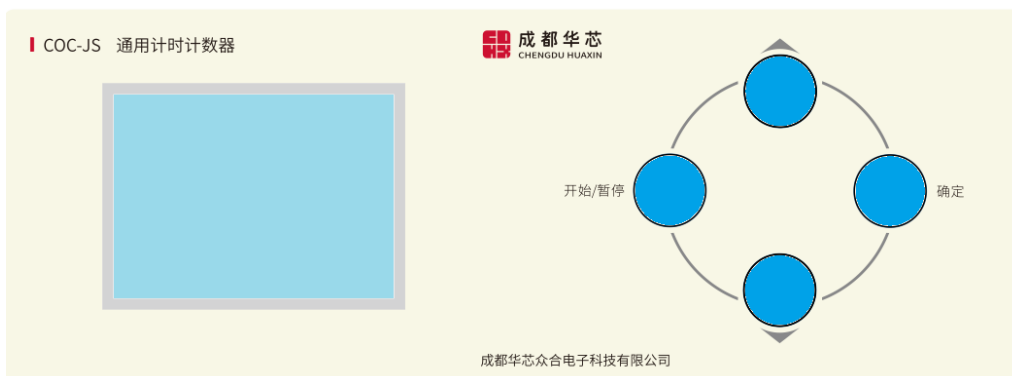 COC-JS 通用计时计数器
成都华芯
CHENGDU HUAXIN
开始/暂停
确定
成都华芯众合电子科技有限公司